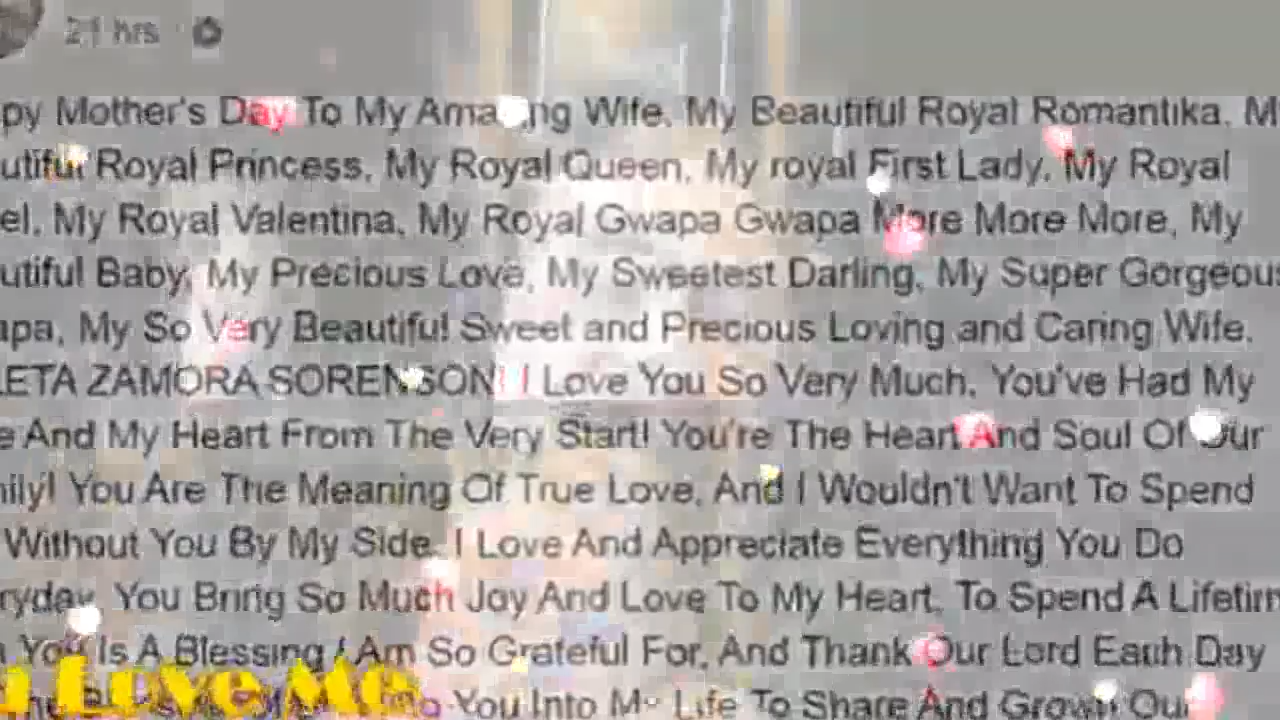 21 hrs
py Mother's Day To My Amazing Wife, My Beautiful Royal Romantika, M
utiful Royal Princess, My Royal Queen, My royal First Lady, My Royal
el, My Royal Valentina, My Royal Gwapa Gwapa More More More, My
utiful Baby, My Precious Love, My Sweetest Darling, My Super Gorgeous
apa, My So Very Beautiful Sweet and Precious Loving and Caring Wife,
LETA ZAMORA SORENSON! I Love You So Very Much, You've Had My
e And My Heart From The Very Start! You're The Heart And Soul Of Our
mily! You Are The Meaning Of True Love, And I Wouldn't Want To Spend
Without You By My Side. I Love And Appreciate Everything You Do
ryday. You Bring So Much Joy And Love To My Heart. To Spend A Lifetim
You Is A Blessing I Am So Grateful For, And Thank Our Lord Each Day
You Into My Life To Share And Grow Our
Love Me